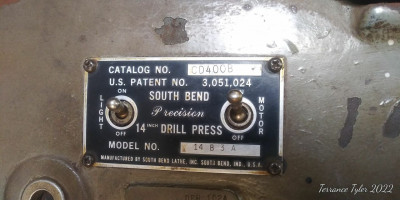 CATALOG NO. CD400B
U.S. PATENT NO. 3,051,024
ON SOUTH BEND ON
LIGHT Precision MOTOR
OFF 14 INCH DRILL PRESS OFF
MODEL NO. 14 B 3 A
MANUFACTURED BY SOUTH BEND LATHE, INC. SOUTH BEND, IND., U.S.A.
Terrance Tyler 2022